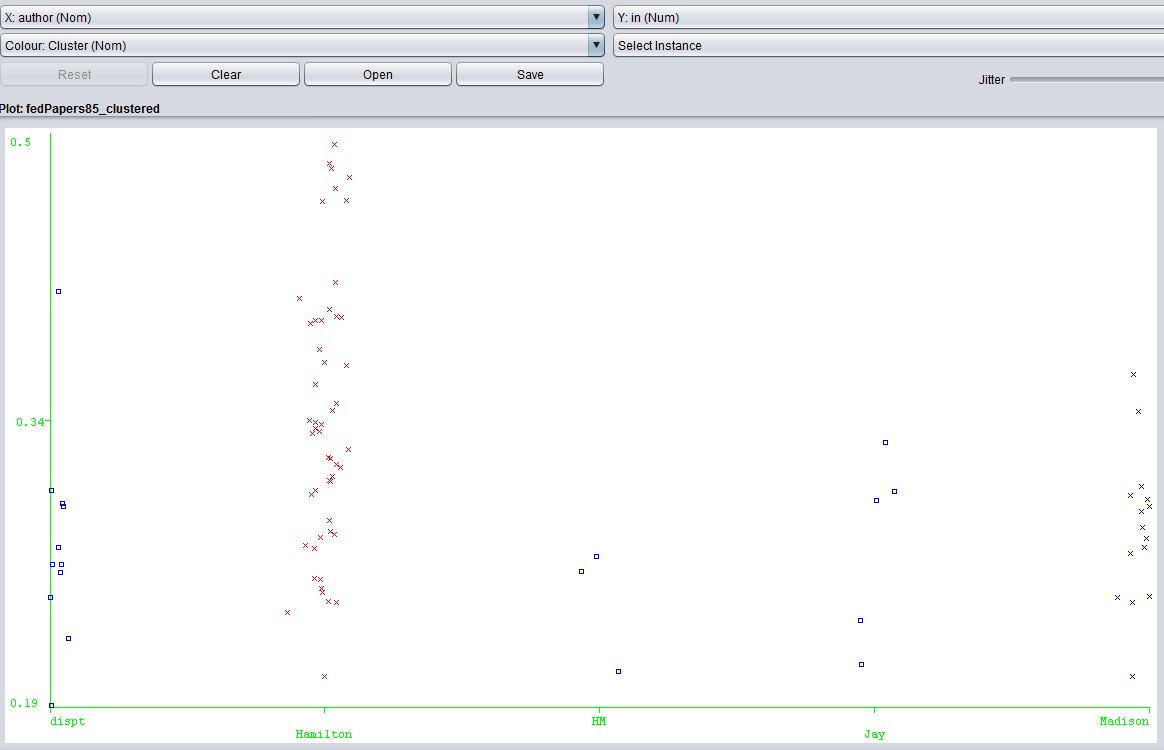 X: author (Nom) Y: in (Num)
Colour: Cluster (Nom) Select Instance
Reset Clear Open Save
Jitter
Plot: fedPapers85_clustered
0.5
0.34
0.19
dispt HM Madison
Hamilton Jay